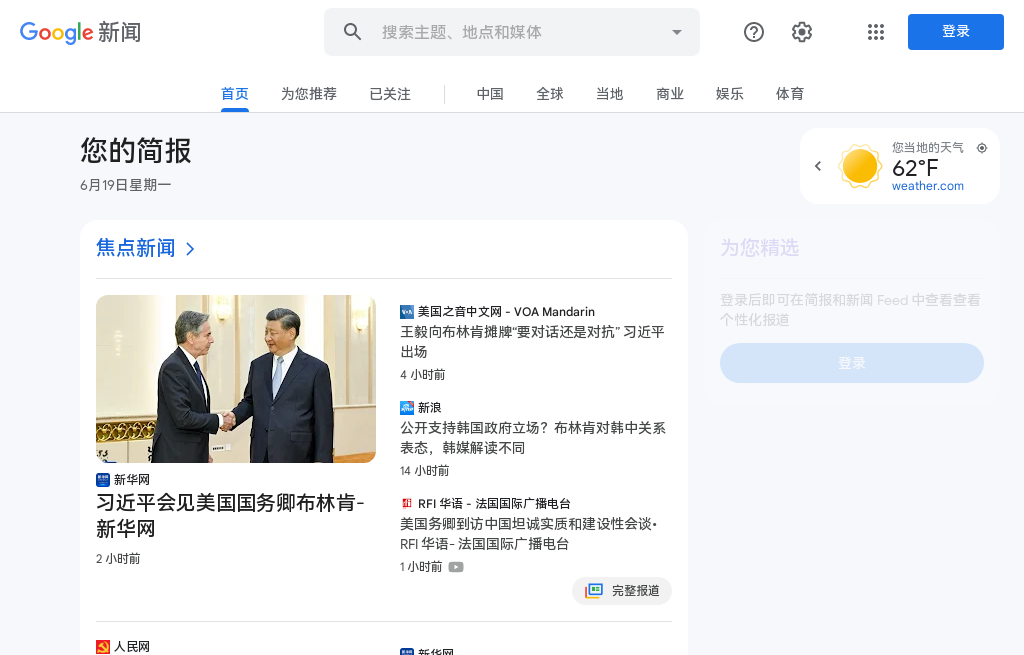 Google 新闻
搜索主题、地点和媒体
登录
首页
为您推荐
已关注
中国
全球
当地
商业
娱乐
体育
您的简报
6月19日星期一
您当地的天气
62°F
weather.com
焦点新闻
新华网
习近平会见美国国务卿布林肯-
新华网
2 小时前
美国之音中文网 - VOA Mandarin
王毅向布林肯摊牌“要对话还是对抗” 习近平
出场
4 小时前
新浪
公开支持韩国政府立场？布林肯对韩中关系
表态，韩媒解读不同
14 小时前
RFI 华语 - 法国国际广播电台
美国务卿到访中国坦诚实质和建设性会谈•
RFI 华语- 法国国际广播电台
1 小时前
完整报道
为您精选
登录后即可在简报和新闻 Feed 中查看查看
个性化报道
登录
人民网
新华网